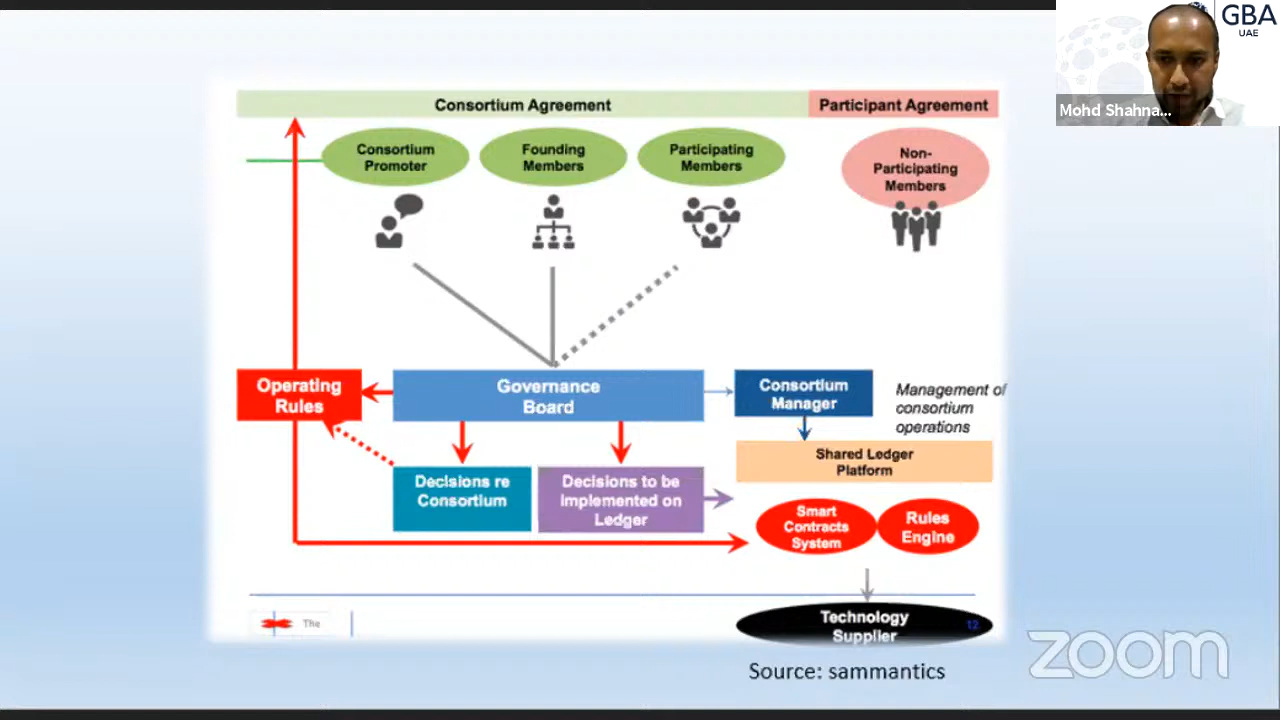 GBA
UAE
Mohd Shahna...
Consortium Agreement
Participant Agreement
Consortium
Promoter
Founding
Members
Participating
Members
Non-
Participating
Members
Operating
Rules
Governance
Board
Consortium
Manager
Management of
consortium
operations
Shared Ledger
Platform
Decisions re
Consortium
Decisions to be
implemented on
Ledger
Smart
Contracts
System
Rules
Engine
The
Technology
Supplier
12
Source: sammantics
zoom